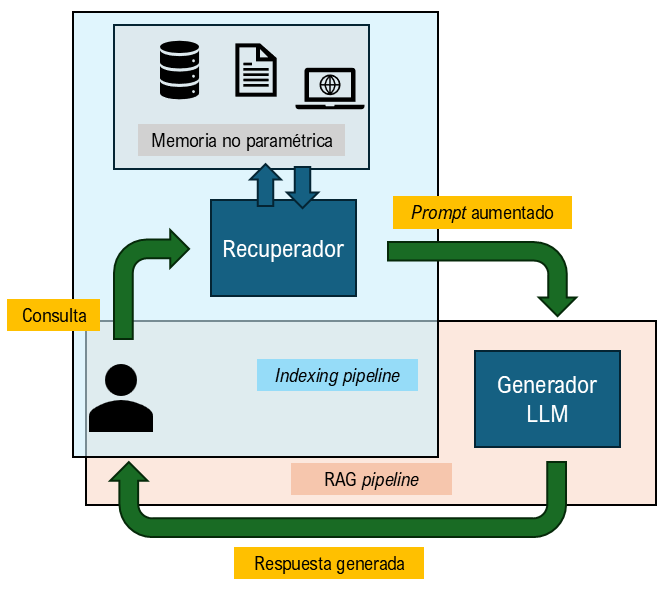 Memoria no paramétrica
Prompt aumentado
Recuperador
Consulta
Indexing pipeline
Generador
LLM
RAG pipeline
Respuesta generada